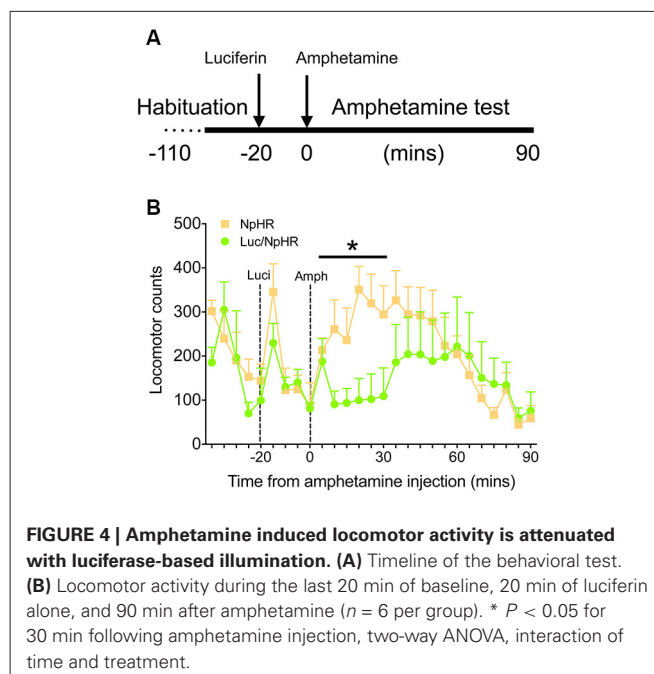 A
Luciferin Amphetamine
Habituation Amphetamine test
-110 -20 0 (mins) 90
B
500
NpHR
Luc/NpHR
*
400
Luci Amph
300
Locomotor counts
200
100
0
-20 0 30 60 90
Time from amphetamine injection (mins)
FIGURE 4 | Amphetamine induced locomotor activity is attenuated
with luciferase-based illumination. (A) Timeline of the behavioral test.
(B) Locomotor activity during the last 20 min of baseline, 20 min of luciferin
alone, and 90 min after amphetamine (n = 6 per group). * P < 0.05 for
30 min following amphetamine injection, two-way ANOVA, interaction of
time and treatment.